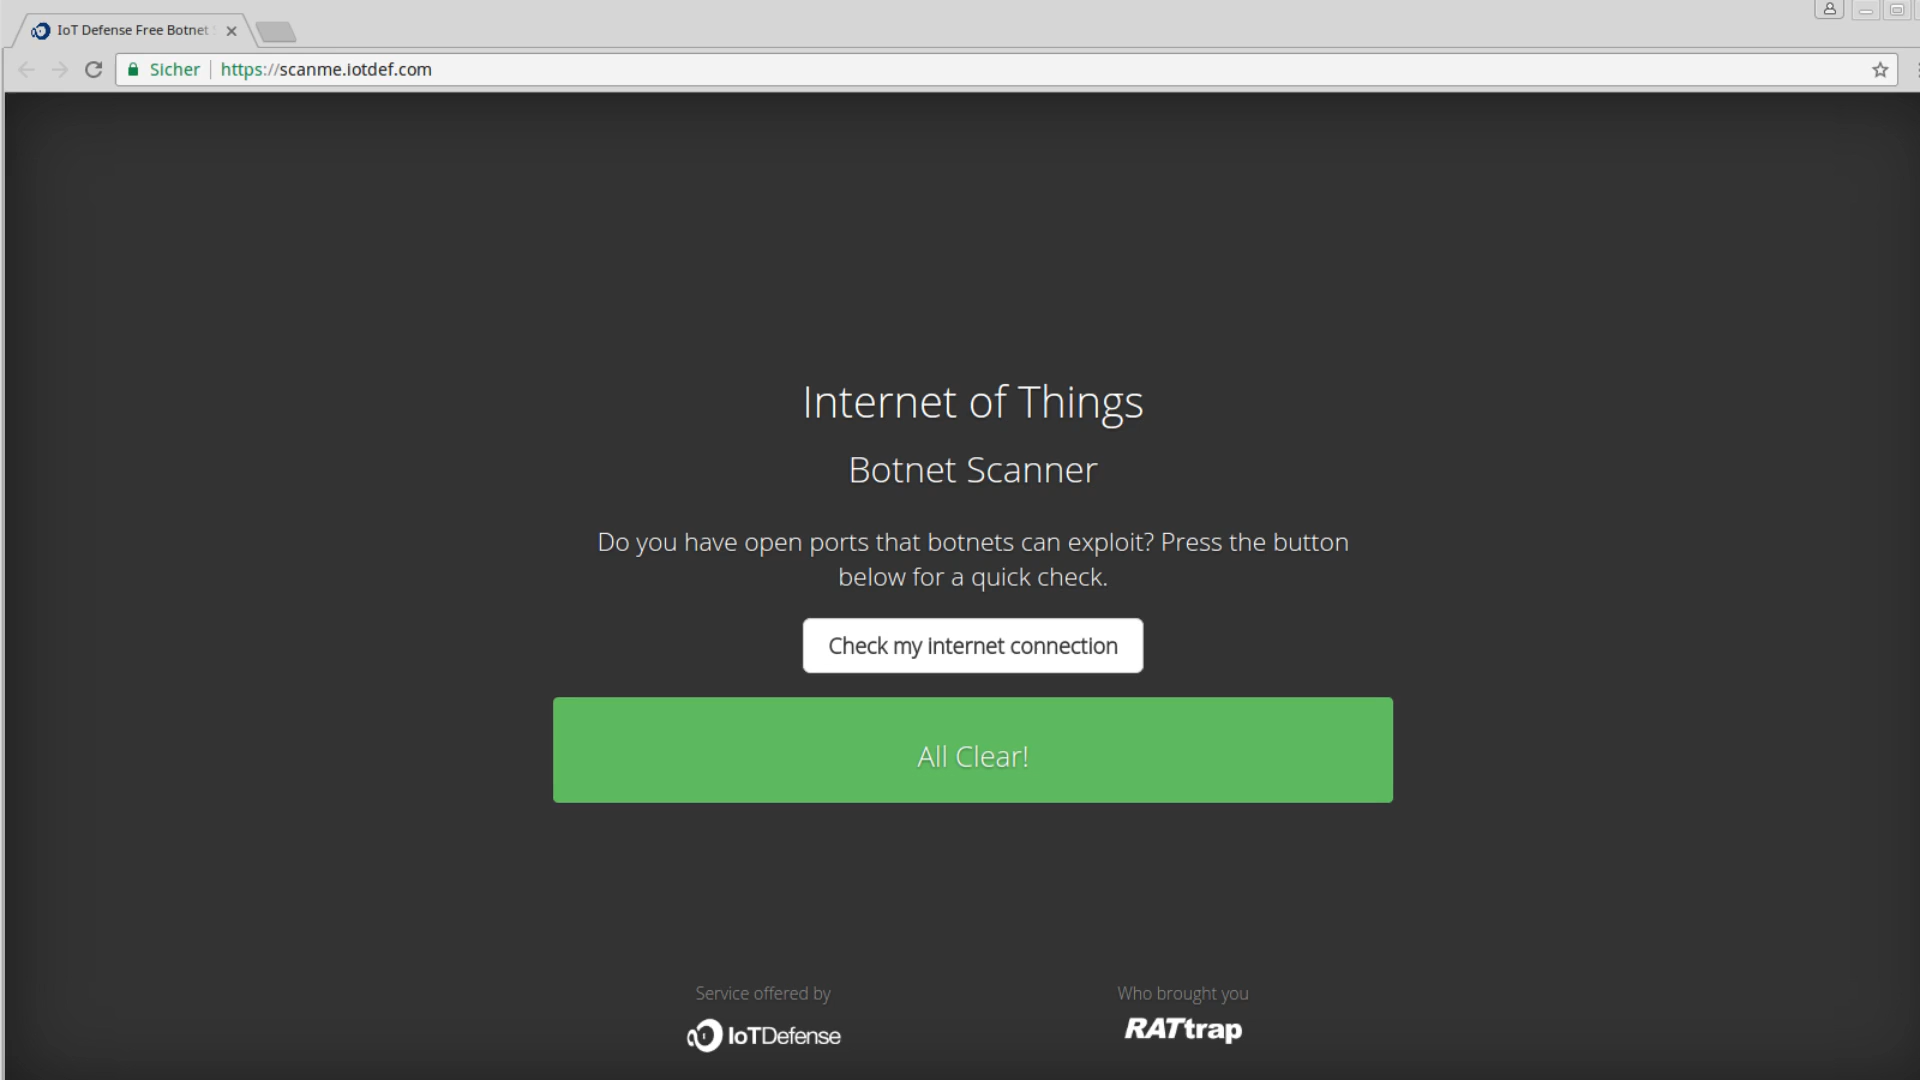 IoT Defense Free Botnet
Sicher https://scanme.iotdef.com
Internet of Things
Botnet Scanner
Do you have open ports that botnets can exploit? Press the button
below for a quick check.
Check my internet connection
All Clear!
Service offered by
IoTDefense
Who brought you
RATtrap